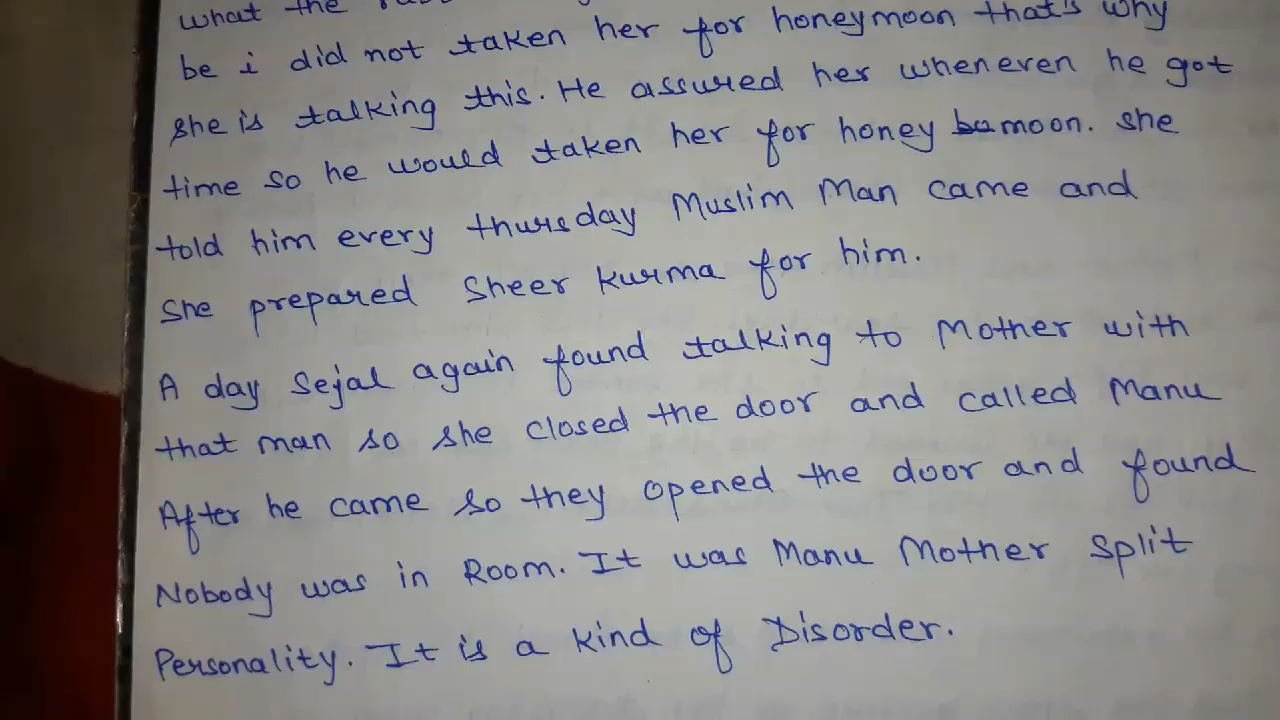 what the
be i did not taken her for honeymoon that's why
she is talking this. He assured her wheneven he got
time so he would taken her for honey bamoon. she
told him every thursday Muslim Man came and
She prepared Sheer Kurma for him.
A day Sejal again found talking to Mother with
that man so she closed the door and called Manu
After he came so they opened the door and found
Nobody was in Room. It was Manu Mother Split
Personality. It is a kind of Disorder.